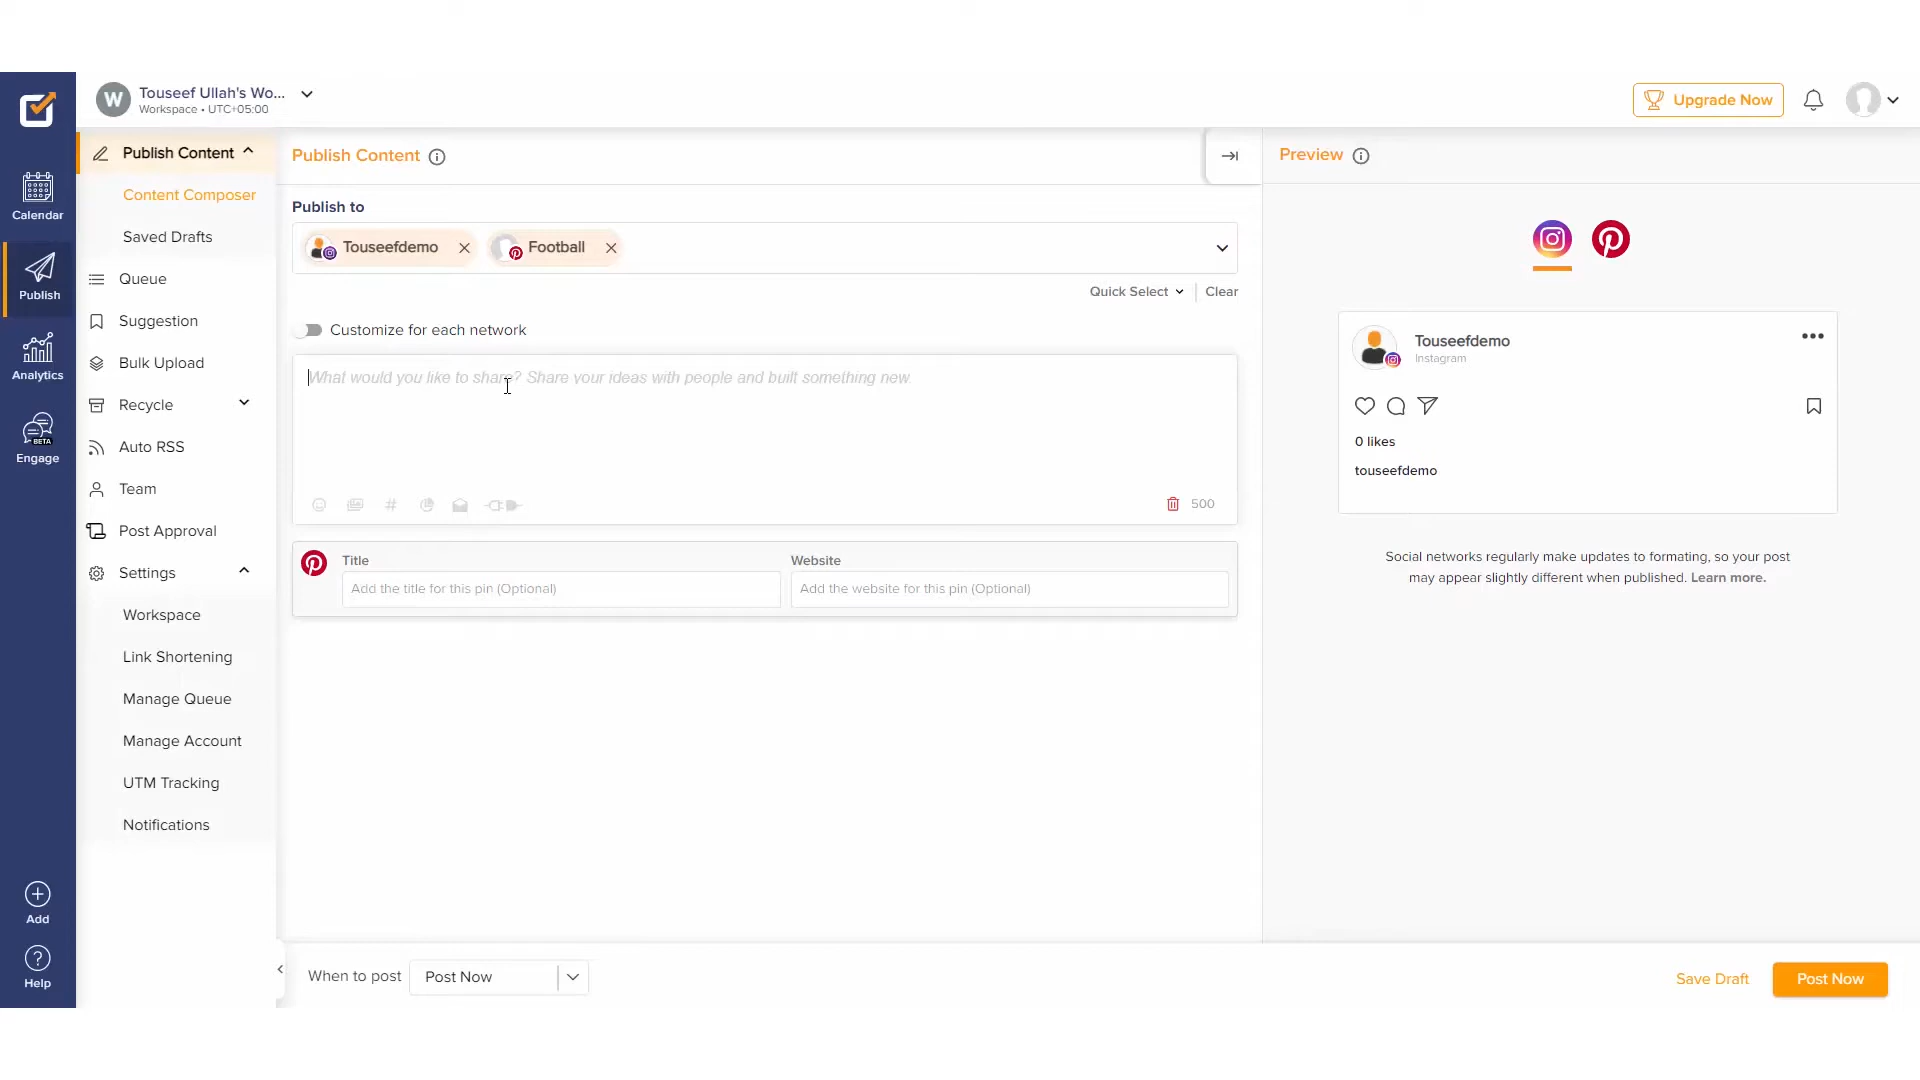 W
Touseef Ullah's Wo...
Workspace • UTC+05:00
Upgrade Now
Calendar
Publish
Analytics
BETA
Engage
Add
Help
Publish Content
Content Composer
Saved Drafts
Queue
Suggestion
Bulk Upload
Recycle
Auto RSS
Team
Post Approval
Settings
Workspace
Link Shortening
Manage Queue
Manage Account
UTM Tracking
Notifications
Publish Content
Publish to
Touseefdemo
Football
Quick Select
Clear
Customize for each network
What would you like to share? Share your ideas with people and built something new
500
Title
Website
Add the title for this pin (Optional)
Add the website for this pin (Optional)
When to post
Post Now
Save Draft
Post Now
Preview
Touseefdemo
Instagram
0 likes
touseefdemo
Social networks regularly make updates to formating, so your post
may appear slightly different when published. Learn more.